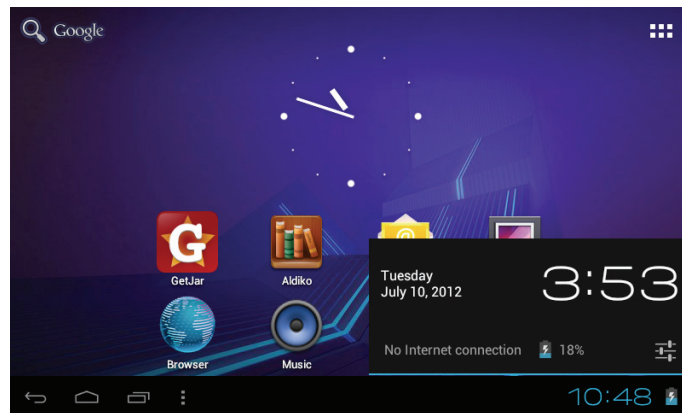 Google
G
GetJar
Aldiko
@
Browser
Music
Tuesday
July 10, 2012
3:53
No Internet connection
18%
10:48